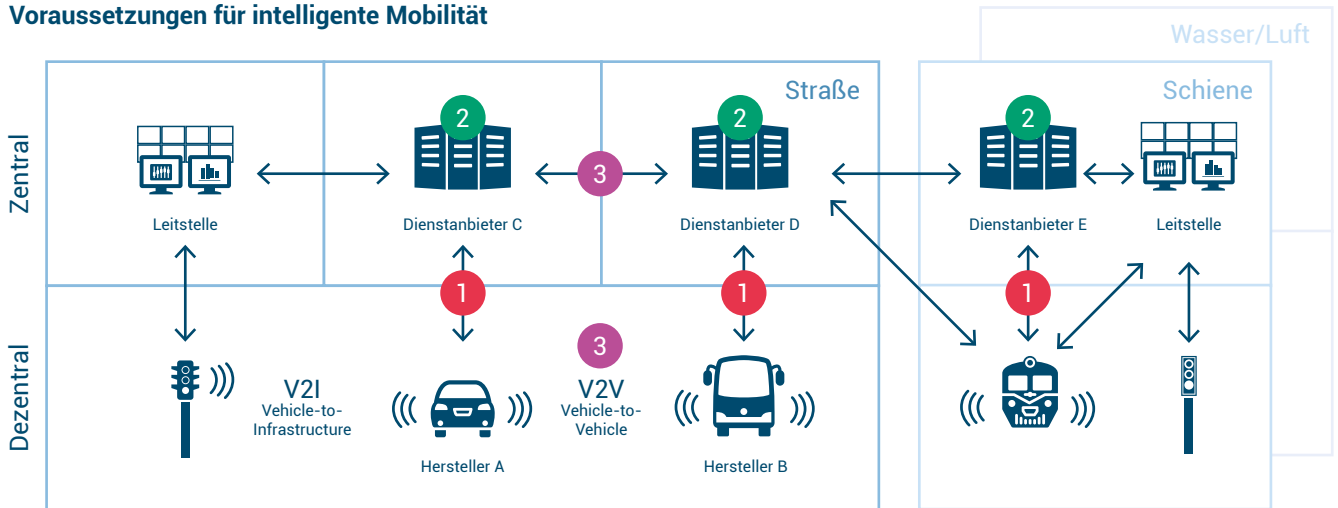 Voraussetzungen für intelligente Mobilität
Wasser/Luft
Straße
Schiene
Zentral
2
2
2
3
Leitstelle
Dienstanbieter C
Dienstanbieter D
Dienstanbieter E
Leitstelle
1
1
1
Dezentral
3
V2I
Vehicle-to-
Infrastructure
V2V
Vehicle-to-
Vehicle
Hersteller A
Hersteller B